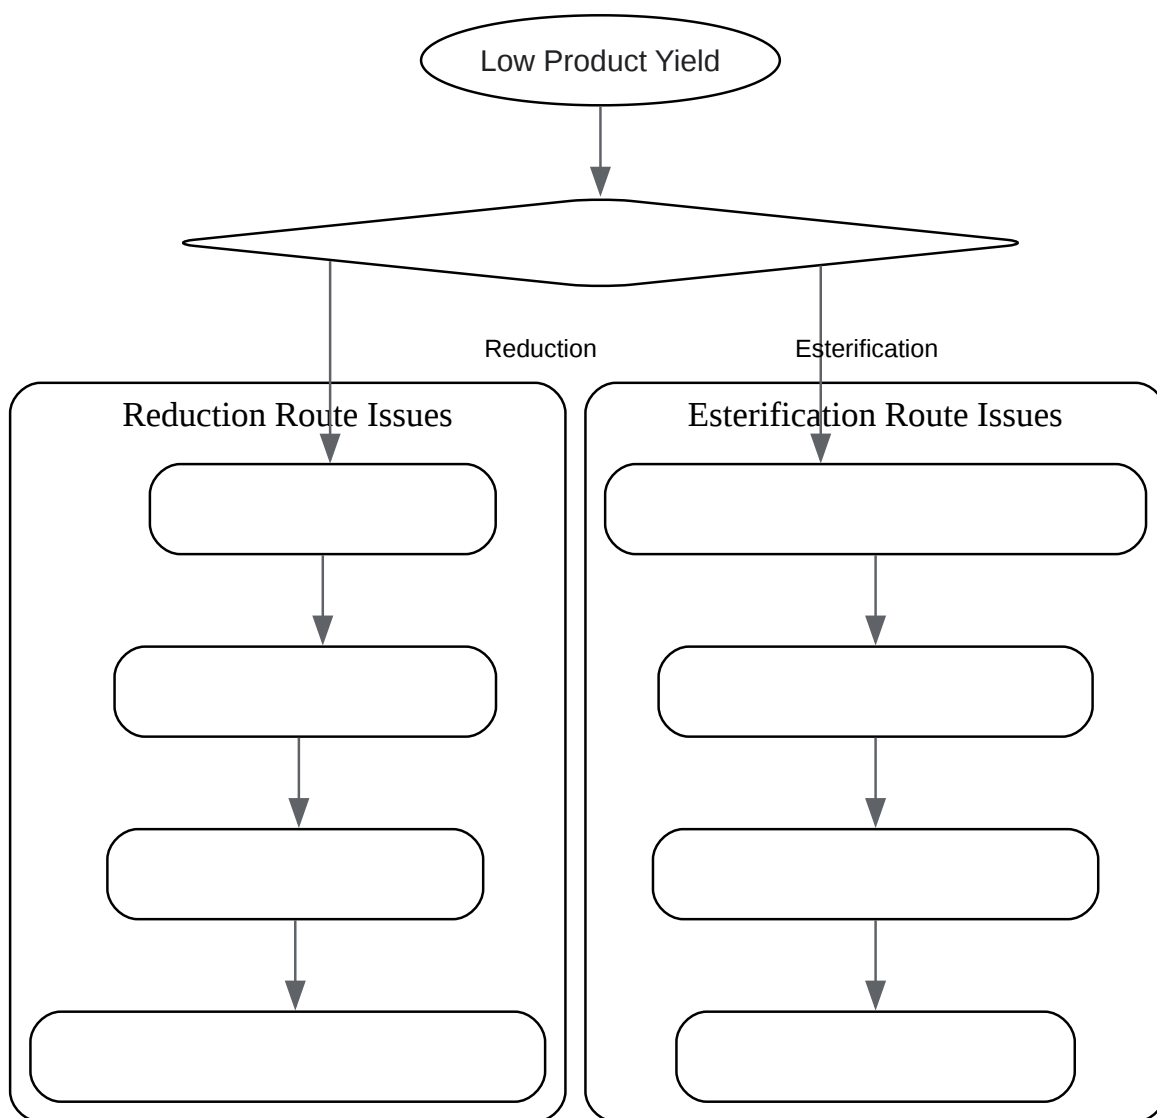 Low Product Yield
Reduction
Esterification
Reduction Route Issues
Esterification Route Issues